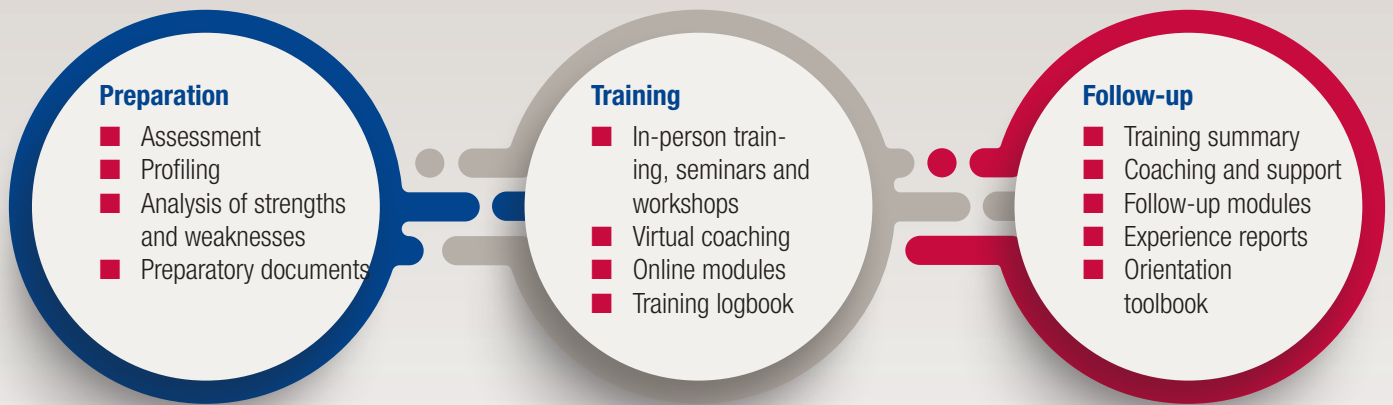 Preparation
Assessment
Profiling
Analysis of strengths
and weaknesses
Preparatory documents
Training
In-person train-
ing, seminars and
workshops
Virtual coaching
Online modules
Training logbook
Follow-up
Training summary
Coaching and support
Follow-up modules
Experience reports
Orientation
toolbook